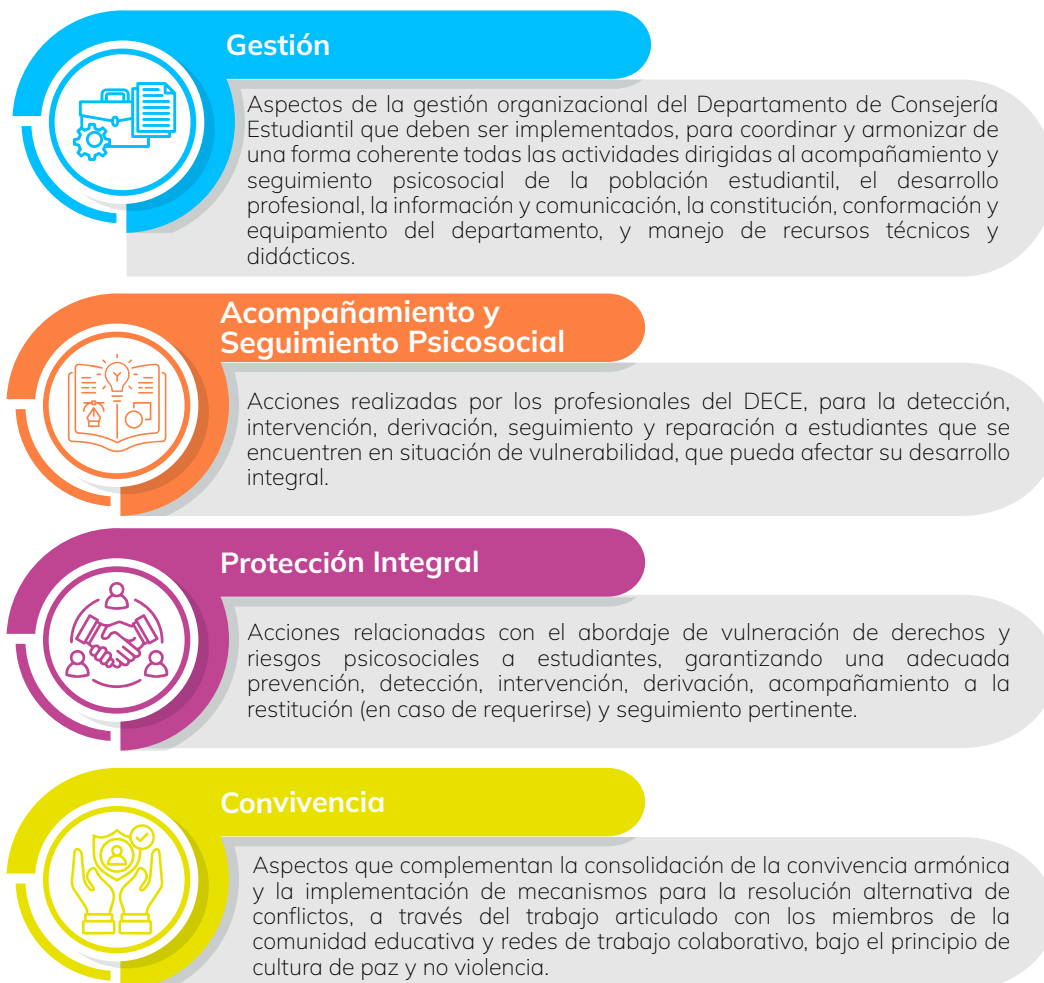 Gestión
Aspectos de la gestión organizacional del Departamento de Consejería
Estudiantil que deben ser implementados, para coordinar y armonizar de
una forma coherente todas las actividades dirigidas al acompañamiento y
seguimiento psicosocial de la población estudiantil, el desarrollo
profesional, la información y comunicación, la constitución, conformación y
equipamiento del departamento, y manejo de recursos técnicos y
didácticos.
Acompañamiento y
Seguimiento Psicosocial
Acciones realizadas por los profesionales del DECE, para la detección,
intervención, derivación, seguimiento y reparación a estudiantes que se
encuentren en situación de vulnerabilidad, que pueda afectar su desarrollo
integral.
Protección Integral
Acciones relacionadas con el abordaje de vulneración de derechos y
riesgos psicosociales a estudiantes, garantizando una adecuada
prevención, detección, intervención, derivación, acompañamiento a la
restitución (en caso de requerirse) y seguimiento pertinente.
Convivencia
Aspectos que complementan la consolidación de la convivencia armónica
y la implementación de mecanismos para la resolución alternativa de
conflictos, a través del trabajo articulado con los miembros de la
comunidad educativa y redes de trabajo colaborativo, bajo el principio de
cultura de paz y no violencia.